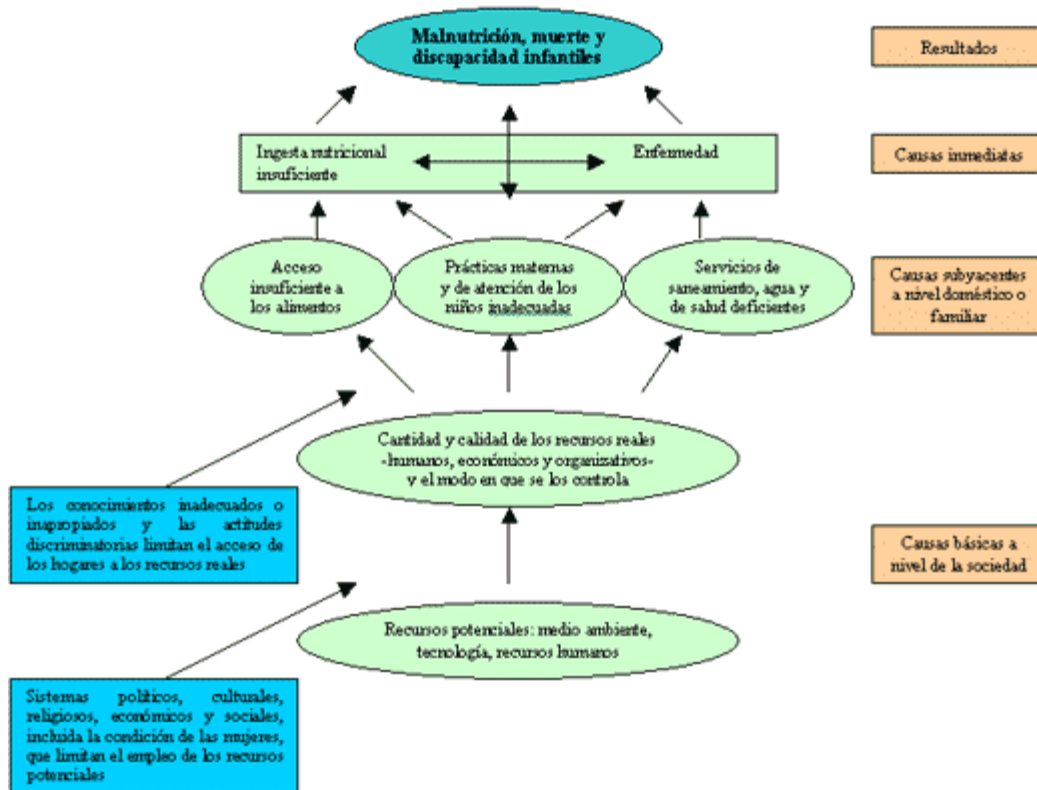 Malnutrición, muerte y
discapacidad infantiles
Resultados
Ingesta nutricional
insuficiente
Enfermedad
Causas inmediatas
Acceso
insuficiente a
los alimentos
Prácticas maternas
y de atención de los
niños inadecuadas
Servicios de
saneamiento, agua y
de salud deficientes
Causas subyacentes
a nivel doméstico o
familiar
Cantidad y calidad de los recursos reales
-humanos, económicos y organizativos-
y el modo en que se los controla
Los conocimientos inadecuados o
inapropiados y las actitudes
discriminatorias limitan el acceso de
los hogares a los recursos reales
Causas básicas a
nivel de la sociedad
Recursos potenciales: medio ambiente,
tecnología, recursos humanos
Sistemas políticos, culturales,
religiosos, económicos y sociales,
incluida la condición de las mujeres,
que limitan el empleo de los recursos
potenciales